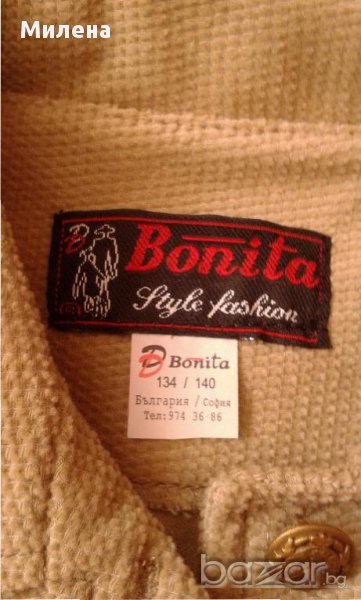 Милена
Bonita
Style fashion
B Bonita
134 / 140
България / София
Тел: 974 36 86
bazar.bg